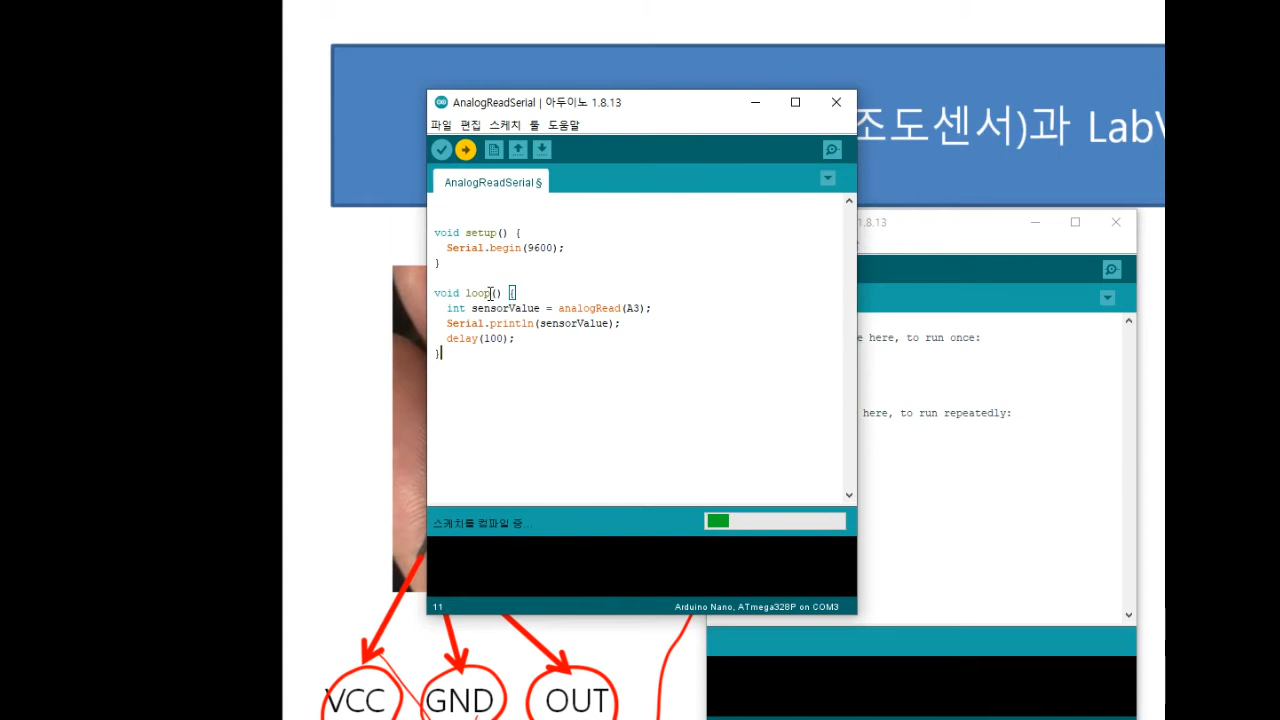 조도센서)과 LabV
AnalogReadSerial | 아두이노 1.8.13
파일 편집 스케치 툴 도움말
AnalogReadSerial §
void setup() {
Serial.begin(9600);
}
void loop() {
int sensorValue = analogRead(A3);
Serial.println(sensorValue);
delay(100);
}
스케치를 컴파일 중...
11
Arduino Nano, ATmega328P on COM3
1.8.13
e here, to run once:
here, to run repeatedly:
VCC GND OUT